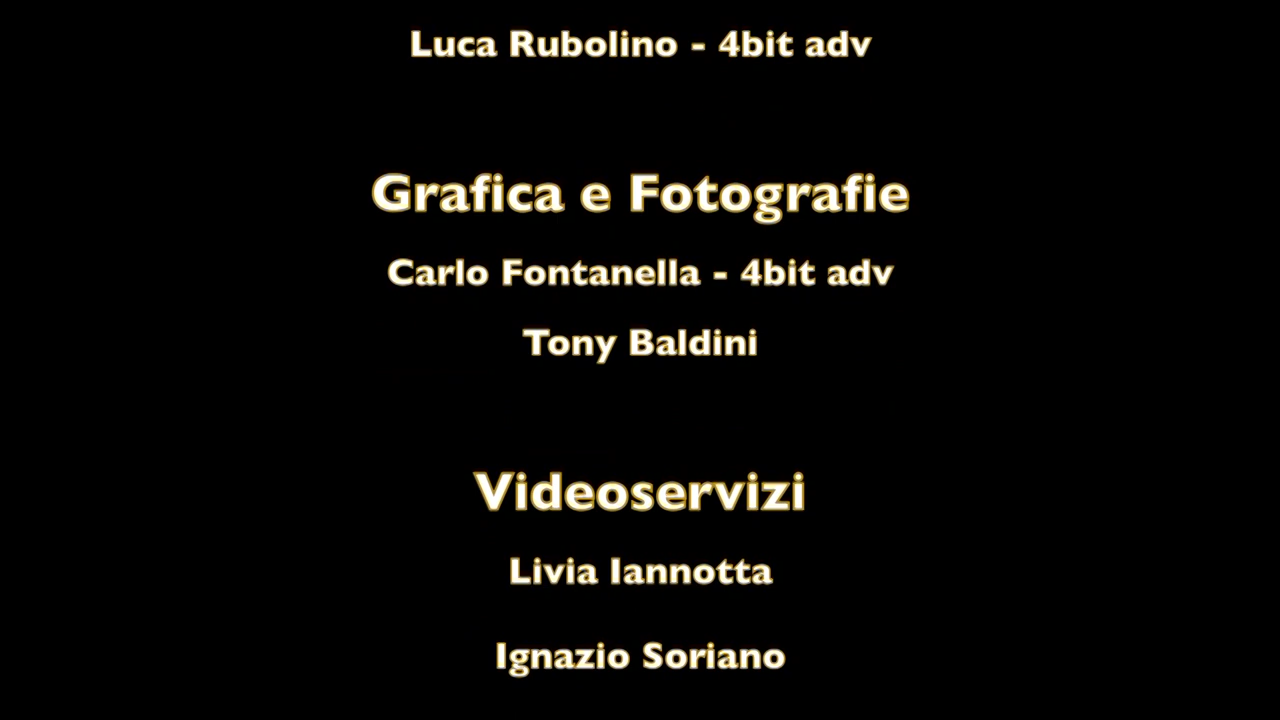 Luca Rubolino - 4bit adv
Grafica e Fotografie
Carlo Fontanella - 4bit adv
Tony Baldini
Videoservizi
Livia Iannotta
Ignazio Soriano